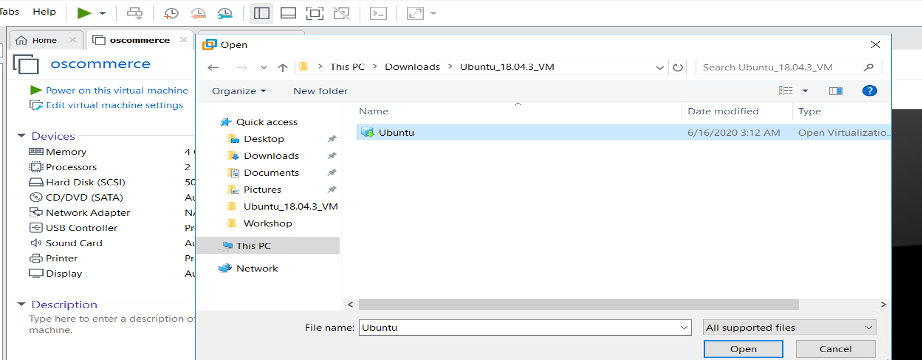 Tabs Help
Home
oscommerce
oscommerce
Power on this virtual machine
Edit virtual machine settings
Devices
Memory 4
Processors 2
Hard Disk (SCSI) 50
CD/DVD (SATA) Au
Network Adapter NA
USB Controller Pre
Sound Card Au
Printer Pre
Display Au
Description
Type here to enter a description of
machine.
Open
This PC > Downloads > Ubuntu_18.04.3_VM >
Search Ubuntu_18.04.3_VM
Organize New folder
Name Date modified Type
Ubuntu 6/16/2020 3:12 AM Open Virtualizatio...
Quick access
Desktop
Downloads
Documents
Pictures
Ubuntu_18.04.3_VM
Workshop
This PC
Network
File name: Ubuntu All supported files
Open Cancel